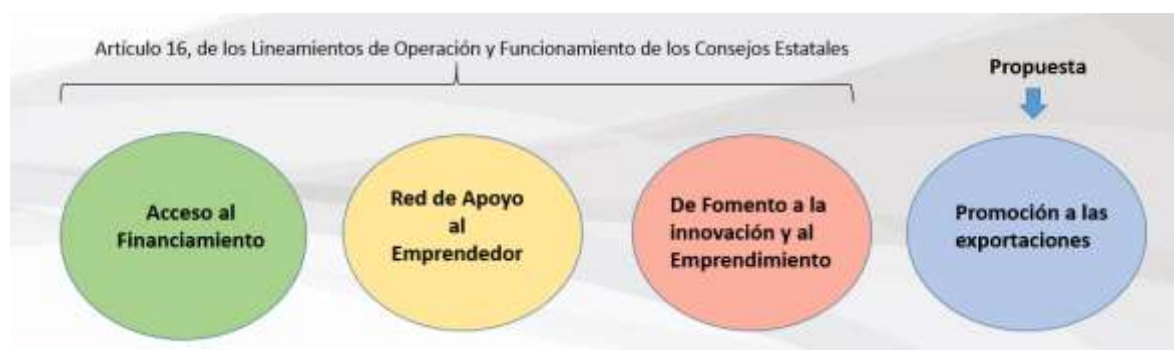 Artículo 16, de los Lineamientos de Operación y Funcionamiento de los Consejos Estatales
Propuesta
Acceso al
Financiamiento
Red de Apoyo
al
Emprendedor
De Fomento a la
innovación y al
Emprendimiento
Promoción a las
exportaciones